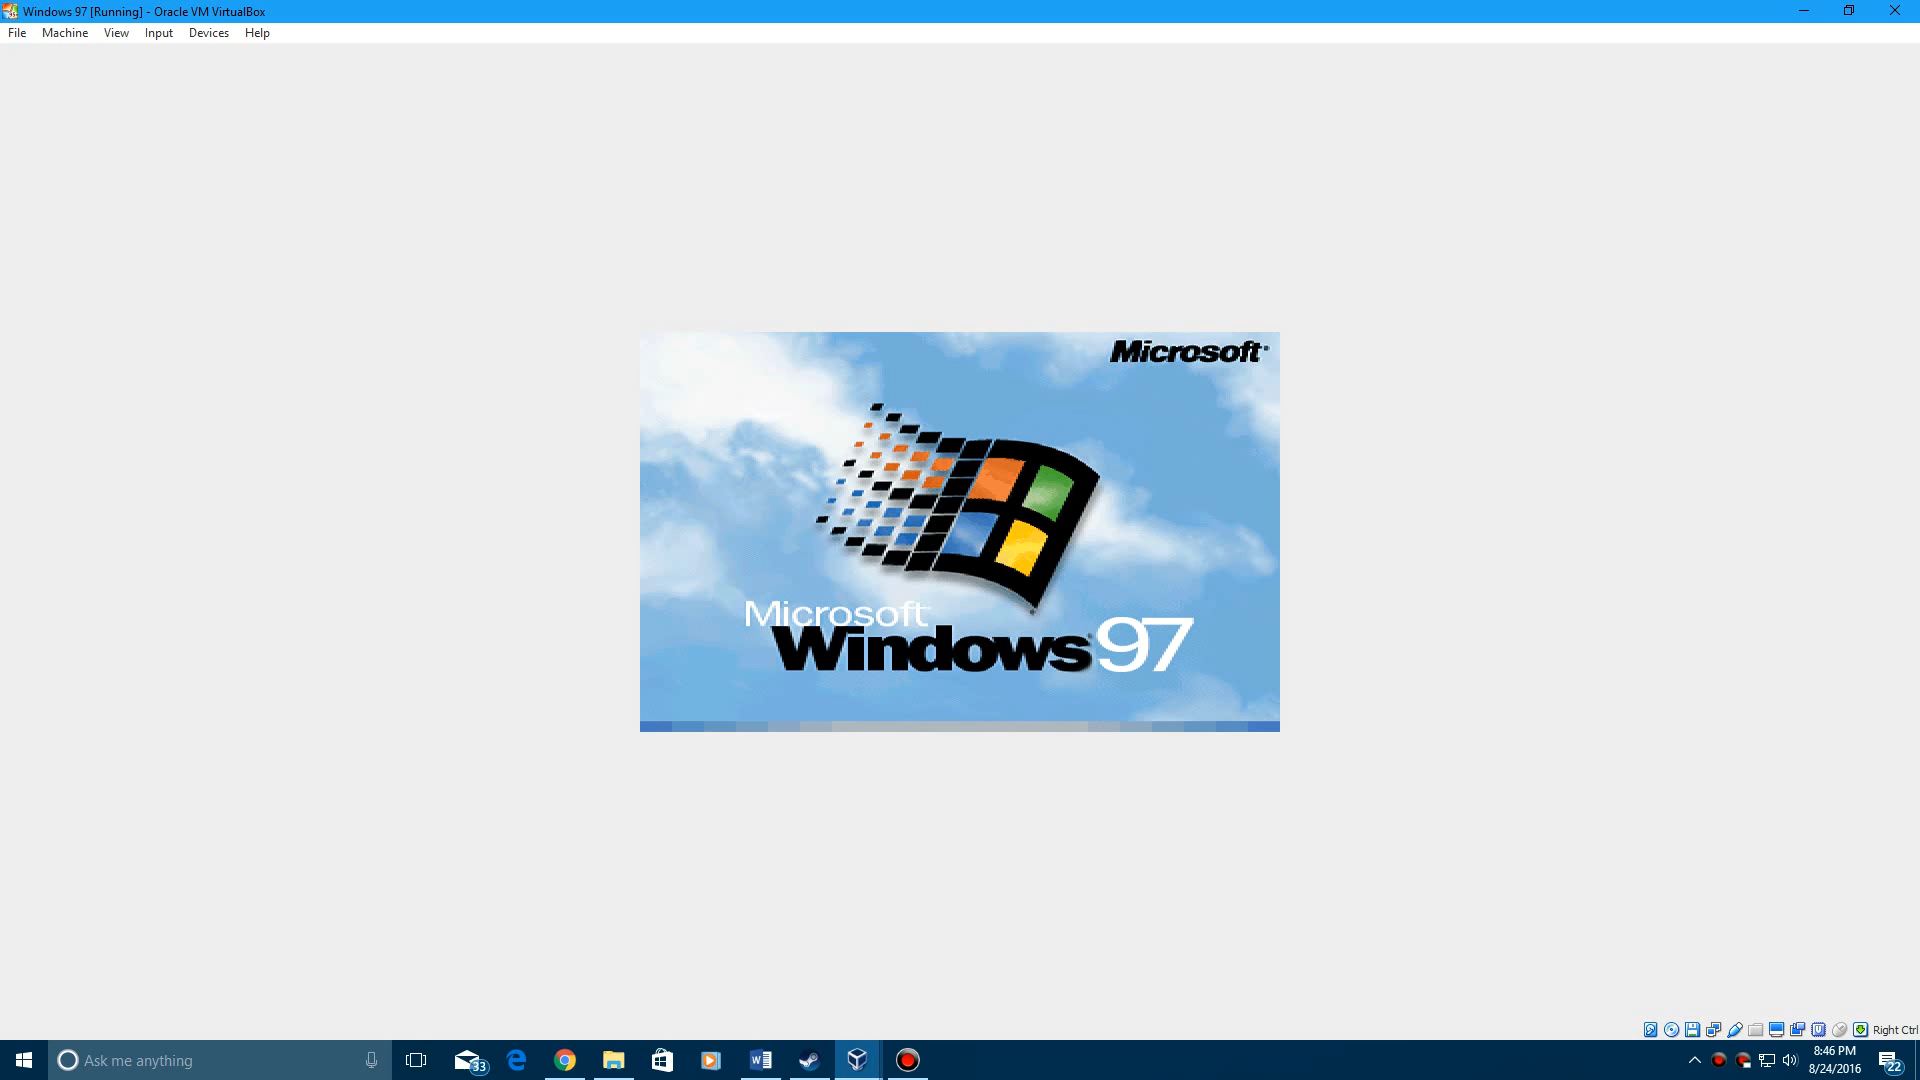 Windows 97 [Running] - Oracle VM VirtualBox
File Machine View Input Devices Help
Microsoft
Microsoft
Windows 97
Right Ctrl
Ask me anything
33
8:46 PM
8/24/2016
22